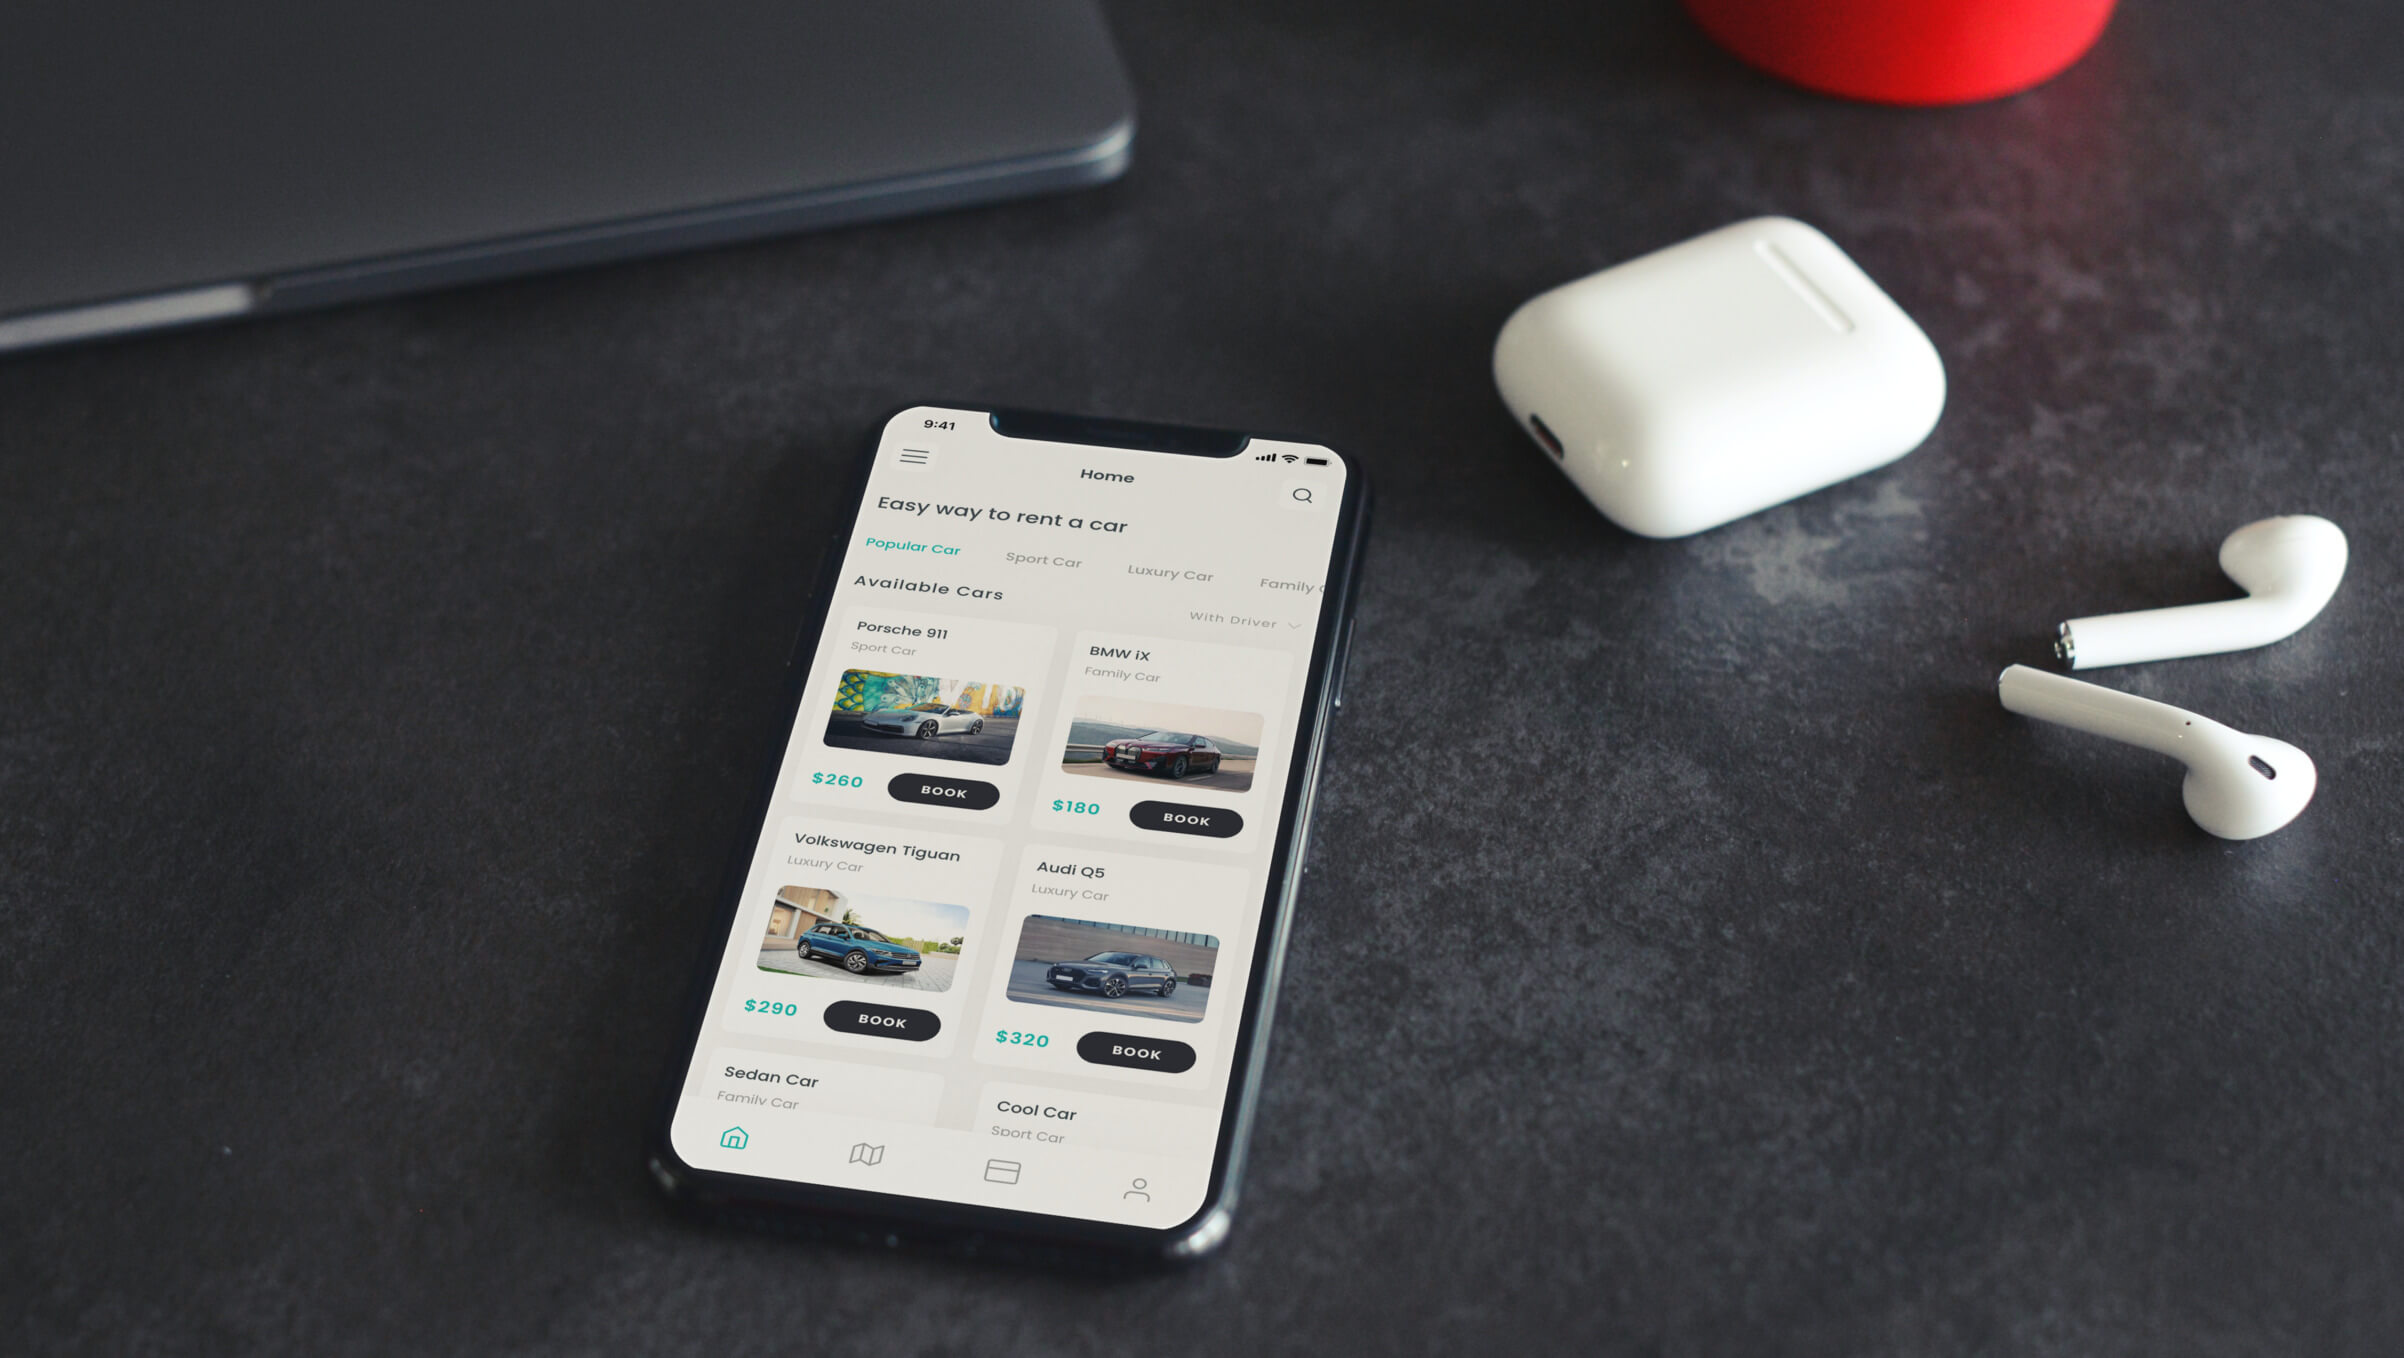 9:41
Home
Easy way to rent a car
Popular Car
Sport Car
Luxury Car
Family C
Available Cars
With Driver
Porsche 911
Sport Car
$260
BOOK
BMW iX
Family Car
$180
BOOK
Volkswagen Tiguan
Luxury Car
$290
BOOK
Audi Q5
Luxury Car
$320
BOOK
Sedan Car
Family Car
Cool Car
Sport Car